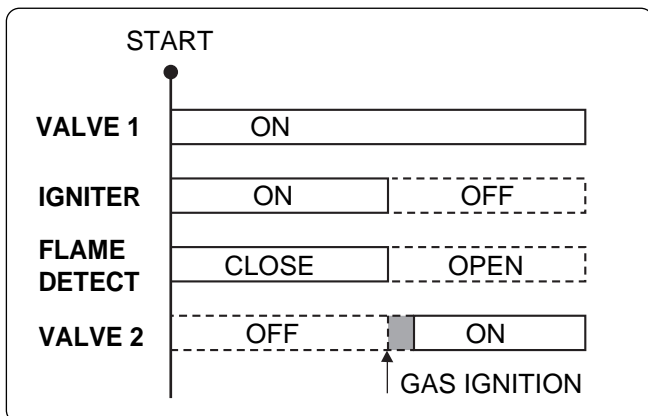 START
VALVE 1 ON
IGNITER ON OFF
FLAME DETECT CLOSE OPEN
VALVE 2 OFF ON
GAS IGNITION